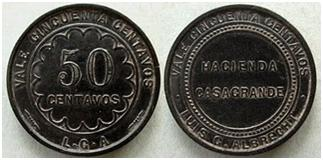 VALE CINCUENTA CENTAVOS
50
CENTAVOS
L·C·A
VALE CINCUENTA CENTAVOS
HACIENDA
CASAGRANDE
LUIS C. ALBRECHT